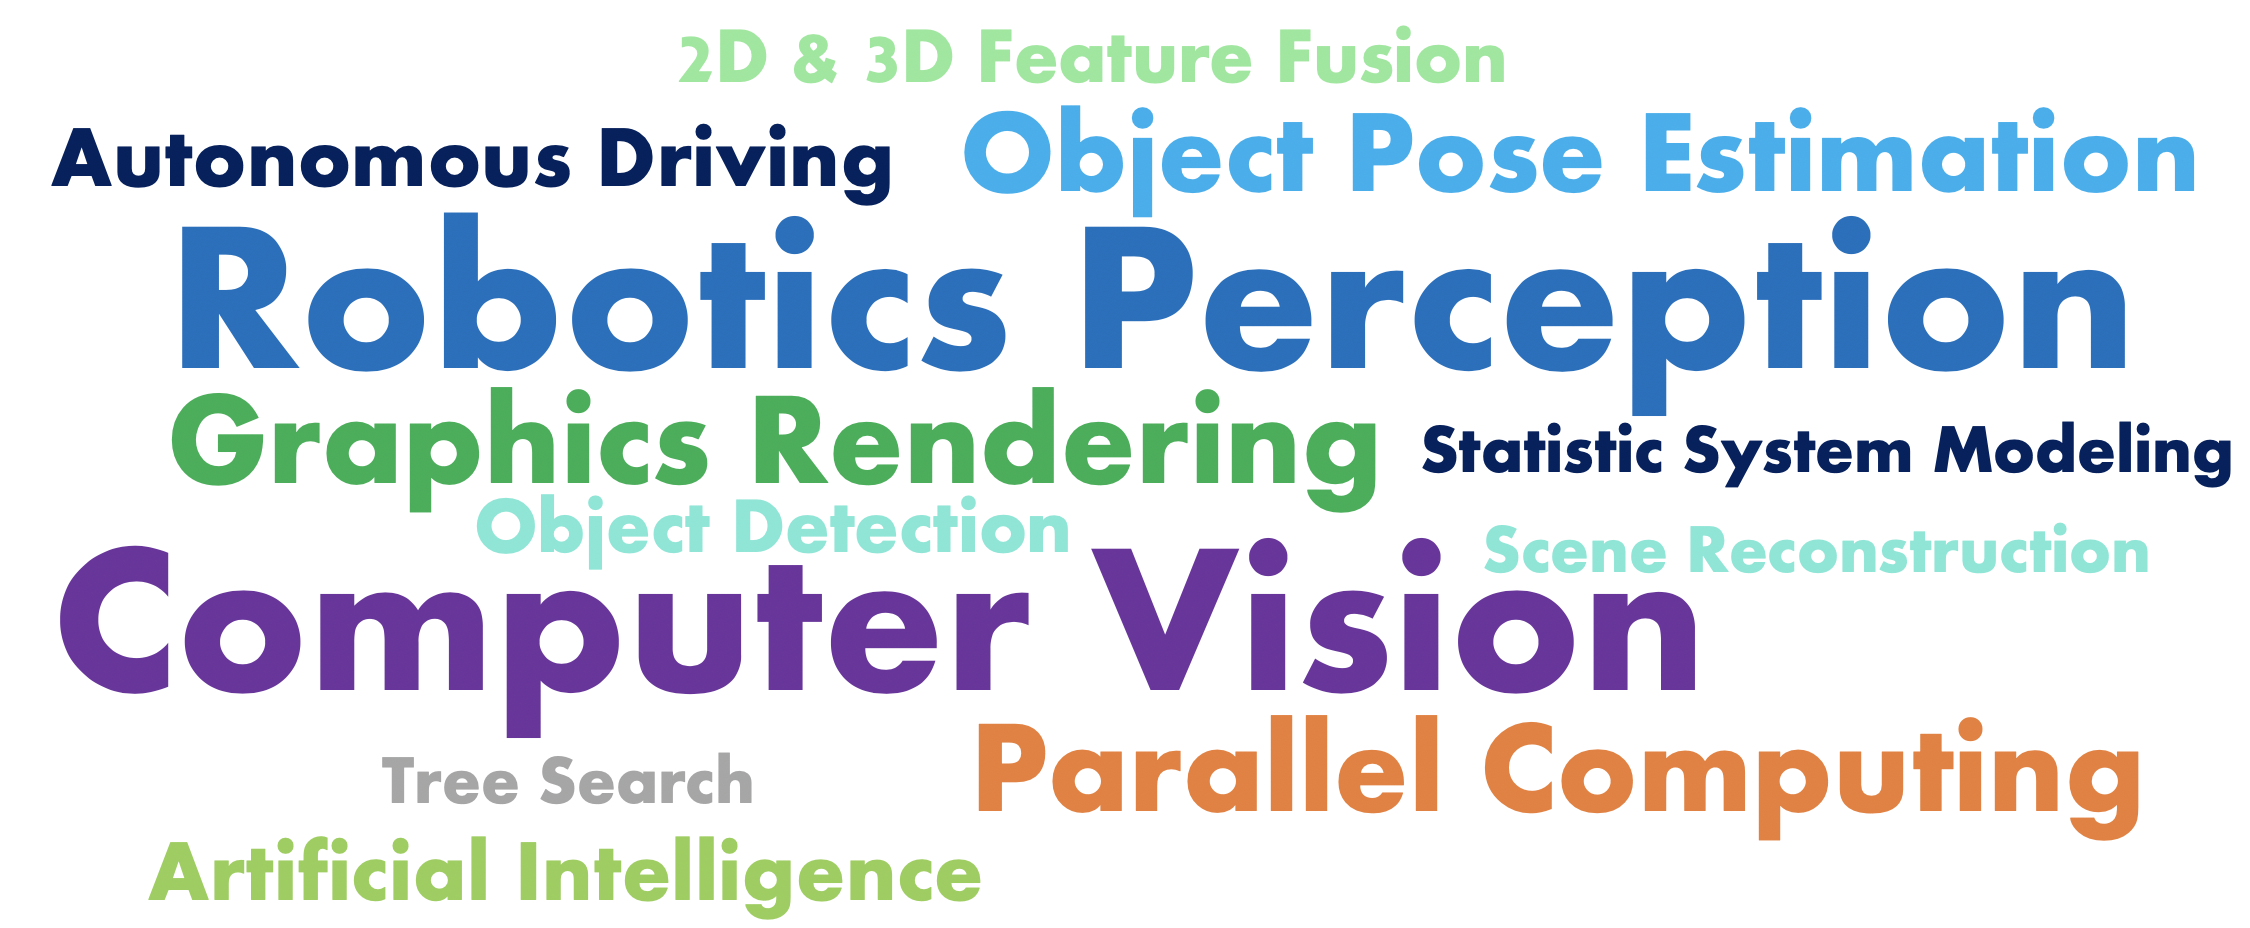 2D & 3D Feature Fusion
Autonomous Driving
Object Pose Estimation
Robotics Perception
Graphics Rendering
Statistic System Modeling
Object Detection
Scene Reconstruction
Computer Vision
Tree Search
Parallel Computing
Artificial Intelligence